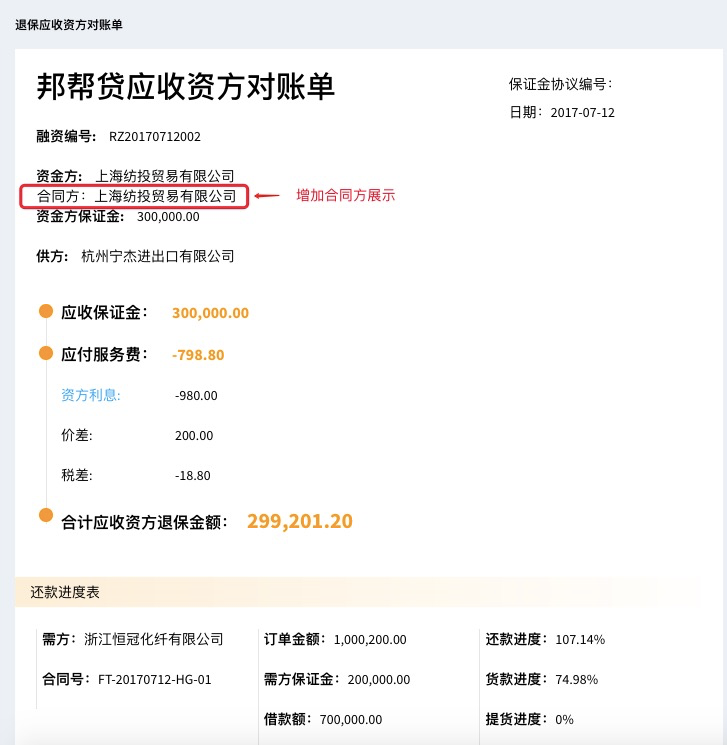 退保应收资方对账单
邦帮贷应收资方对账单
保证金协议编号:
日期: 2017-07-12
融资编号: RZ20170712002
资金方: 上海纺投贸易有限公司
合同方: 上海纺投贸易有限公司
增加合同方展示
资金方保证金: 300,000.00
供方: 杭州宁杰进出口有限公司
应收保证金: 300,000.00
应付服务费: -798.80
资方利息: -980.00
价差: 200.00
税差: -18.80
合计应收资方退保金额: 299,201.20
还款进度表
需方: 浙江恒冠化纤有限公司 订单金额: 1,000,200.00 还款进度: 107.14%
合同号: FT-20170712-HG-01 需方保证金: 200,000.00 货款进度: 74.98%
借款额: 700,000.00 提货进度: 0%